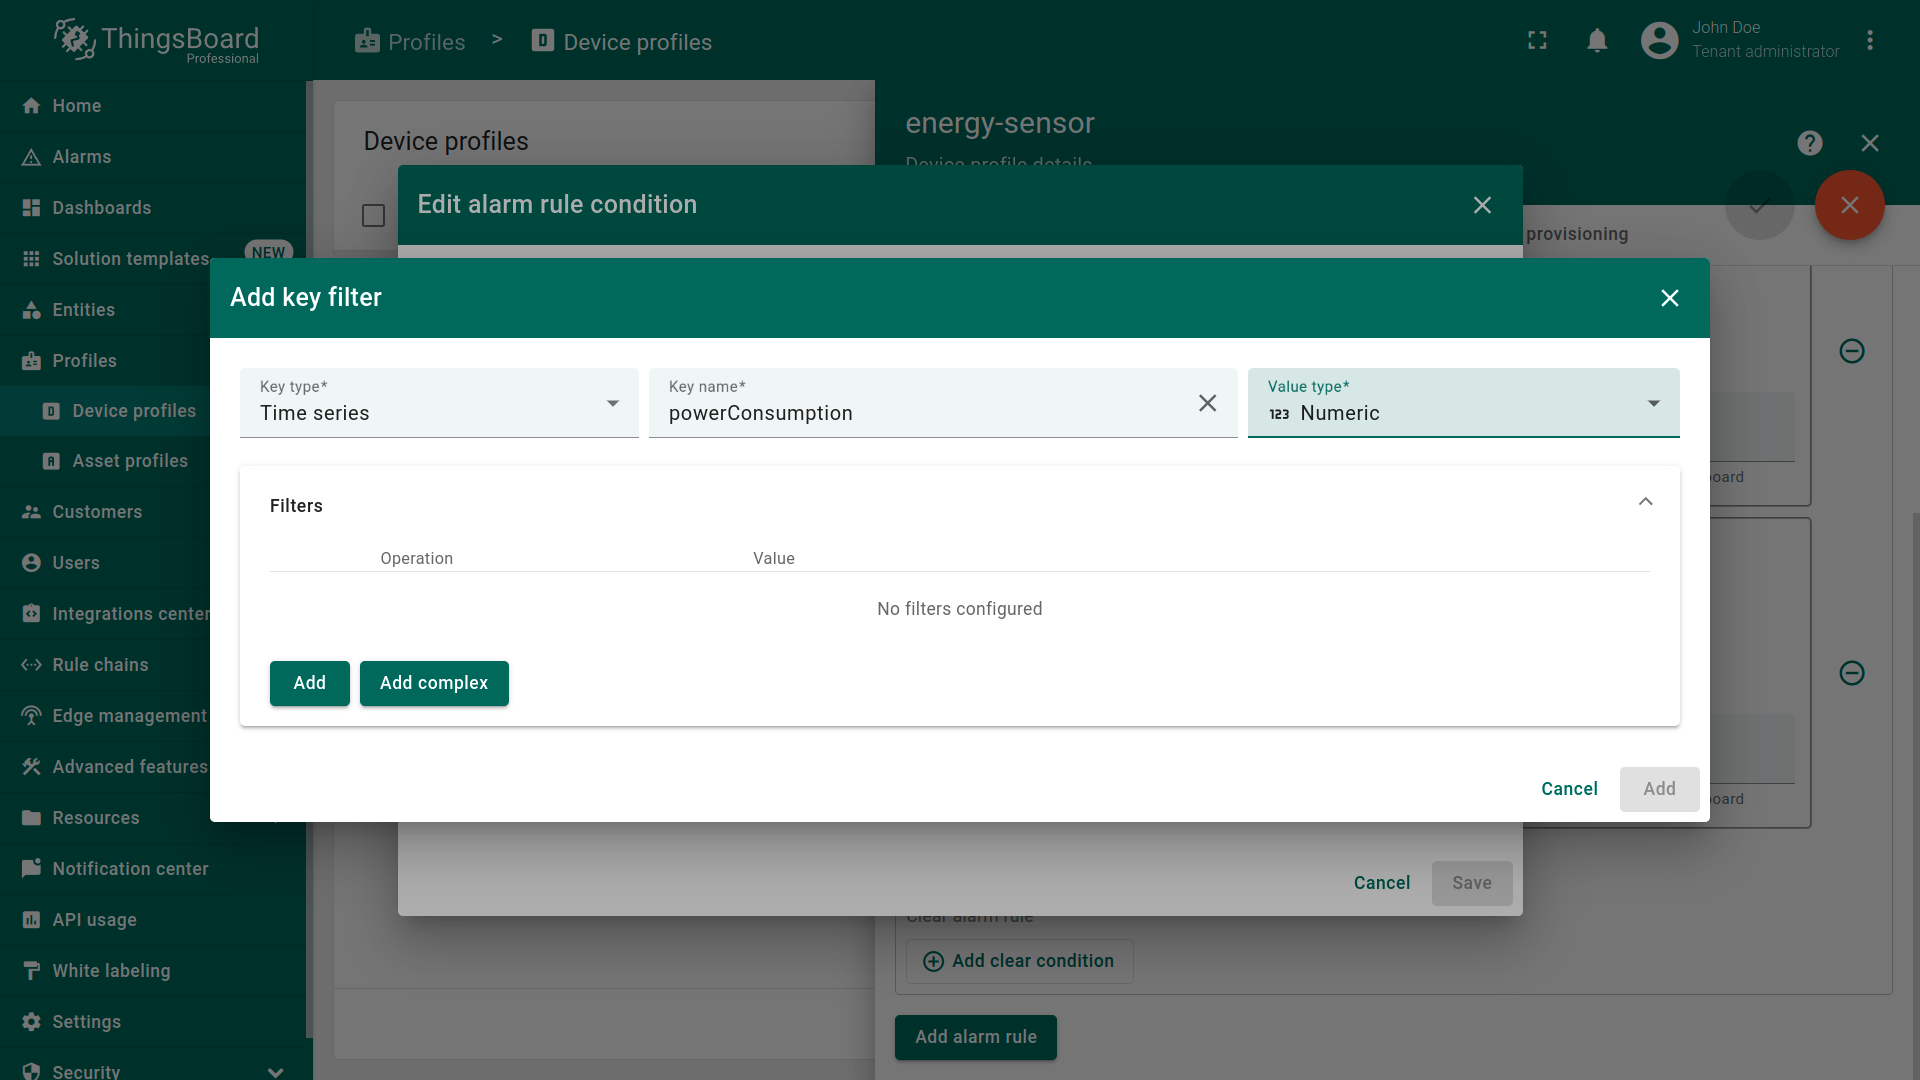 ThingsBoard
Professional
Profiles > Device profiles
John Doe
Tenant administrator
Home
Alarms
Dashboards
Solution templates
NEW
Entities
Profiles
Device profiles
Asset profiles
Customers
Users
Integrations center
Rule chains
Edge management
Advanced features
Resources
Notification center
API usage
White labeling
Settings
Security
Device profiles
energy-sensor
Device profile details
provisioning
Edit alarm rule condition
Add key filter
Key type*
Time series
Key name*
powerConsumption
Value type*
123 Numeric
Filters
Operation Value
No filters configured
Add Add complex
Cancel Add
Cancel Save
Clear alarm rule
Add clear condition
Add alarm rule